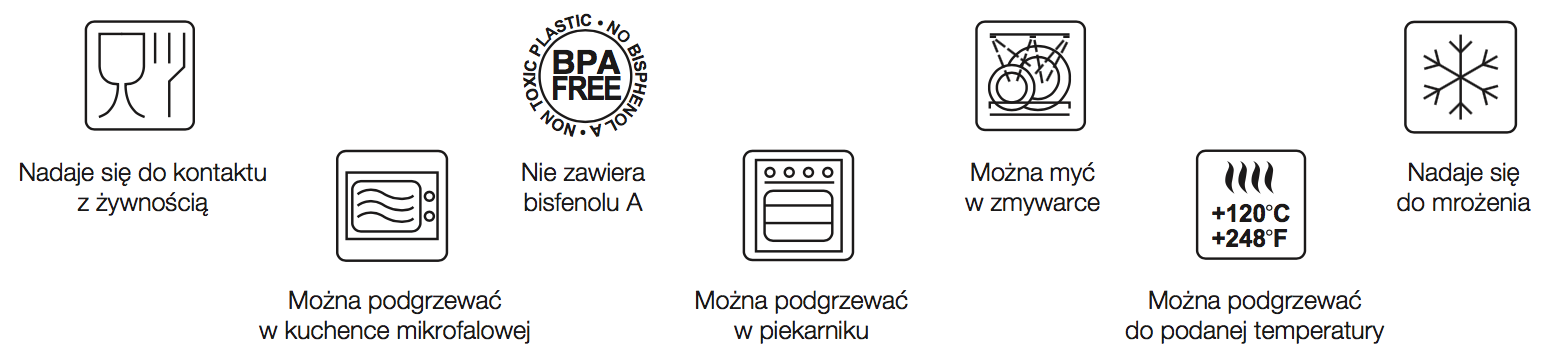 Nadaje się do kontaktu
z żywnością
Można podgrzewać
w kuchence mikrofalowej
NON TOXIC PLASTIC • NO BISPHENOL A •
BPA
FREE
Nie zawiera
bisfenolu A
Można podgrzewać
w piekarniku
Można myć
w zmywarce
+120°C
+248°F
Można podgrzewać
do podanej temperatury
Nadaje się
do mrożenia